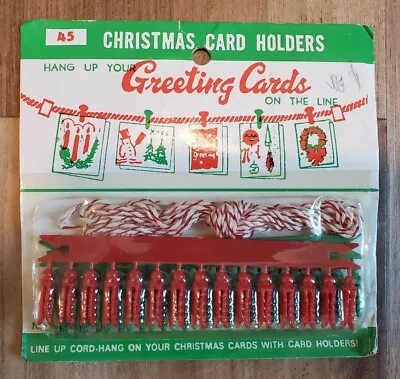 45
CHRISTMAS CARD HOLDERS
HANG UP YOUR
Greeting Cards
ON THE LINE
Greetings
LINE UP CORD-HANG ON YOUR CHRISTMAS CARDS WITH CARD HOLDERS!